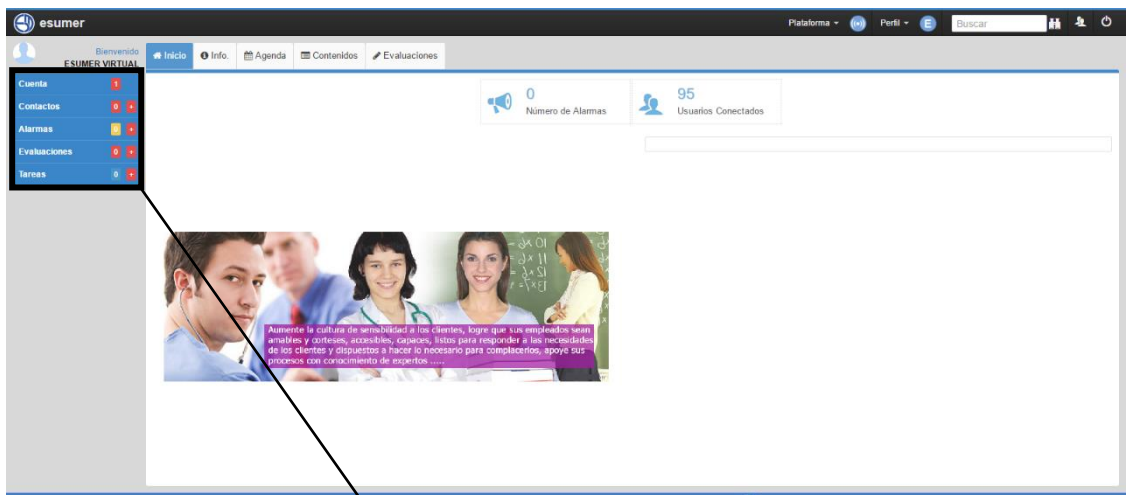 esumer
Plataforma
Perfil
E
Buscar
Bienvenido
ESUMER VIRTUAL
Inicio
Info.
Agenda
Contenidos
Evaluaciones
Cuenta 1
Contactos 0 +
Alarmas 0 +
Evaluaciones 0 +
Tareas 0 +
0
Número de Alarmas
95
Usuarios Conectados
Aumente la cultura de sensibilidad a los clientes, logre que sus empleados sean
amables y corteses, accesibles, capaces, listos para responder a las necesidades
de los clientes y dispuestos a hacer lo necesario para complacerlos, apoye sus
procesos con conocimiento de expertos .....